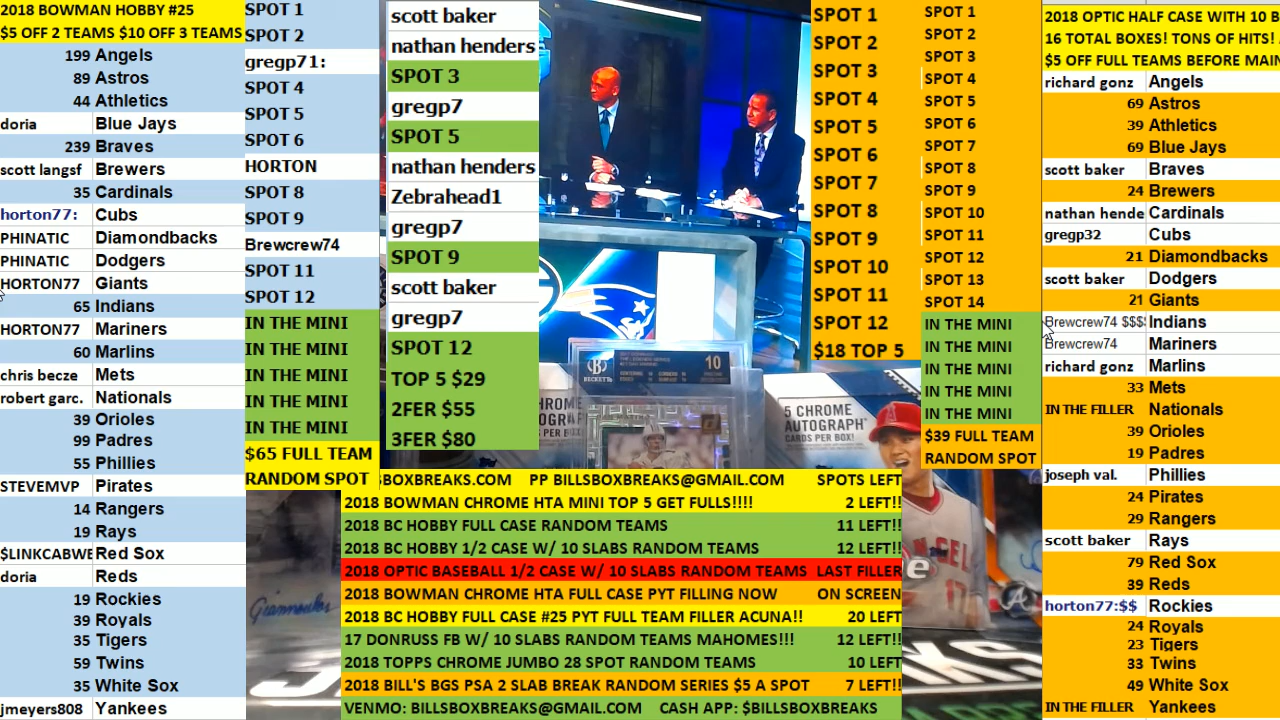 2018 BOWMAN HOBBY #25
$5 OFF 2 TEAMS $10 OFF 3 TEAMS
199 Angels
89 Astros
44 Athletics
doria Blue Jays
239 Braves
scott langsf Brewers
35 Cardinals
horton77: Cubs
PHINATIC Diamondbacks
PHINATIC Dodgers
HORTON77 Giants
65 Indians
HORTON77 Mariners
60 Marlins
chris becze Mets
robert garc. Nationals
39 Orioles
99 Padres
55 Phillies
STEVEMVP Pirates
14 Rangers
19 Rays
$LINKCABWE Red Sox
doria Reds
19 Rockies
39 Royals
35 Tigers
59 Twins
35 White Sox
jmeyers808 Yankees
SPOT 1
SPOT 2
gregp71:
SPOT 4
SPOT 5
SPOT 6
HORTON
SPOT 8
SPOT 9
Brewcrew74
SPOT 11
SPOT 12
IN THE MINI
IN THE MINI
IN THE MINI
IN THE MINI
IN THE MINI
$65 FULL TEAM
RANDOM SPOT
scott baker
nathan henders
SPOT 3
gregp7
SPOT 5
nathan henders
Zebrahead1
gregp7
SPOT 9
scott baker
gregp7
SPOT 12
TOP 5 $29
2FER $55
3FER $80
BECKETT
10
5 CHROME
AUTOGRAPH
CARDS PER BOX!
17
SPOT 1
SPOT 2
SPOT 3
SPOT 4
SPOT 5
SPOT 6
SPOT 7
SPOT 8
SPOT 9
SPOT 10
SPOT 11
SPOT 12
$18 TOP 5
SPOT 1
SPOT 2
SPOT 3
SPOT 4
SPOT 5
SPOT 6
SPOT 7
SPOT 8
SPOT 9
SPOT 10
SPOT 11
SPOT 12
SPOT 13
SPOT 14
IN THE MINI
IN THE MINI
IN THE MINI
IN THE MINI
IN THE MINI
$39 FULL TEAM
RANDOM SPOT
BOXBREAKS.COM PP BILLSBOXBREAKS@GMAIL.COM SPOTS LEFT
2018 BOWMAN CHROME HTA MINI TOP 5 GET FULLS!!!! 2 LEFT!!
2018 BC HOBBY FULL CASE RANDOM TEAMS 11 LEFT!!
2018 BC HOBBY 1/2 CASE W/ 10 SLABS RANDOM TEAMS 12 LEFT!!
2018 OPTIC BASEBALL 1/2 CASE W/ 10 SLABS RANDOM TEAMS LAST FILLER
2018 BOWMAN CHROME HTA FULL CASE PYT FILLING NOW ON SCREEN
2018 BC HOBBY FULL CASE #25 PYT FULL TEAM FILLER ACUNA!! 20 LEFT!!
17 DONRUSS FB W/ 10 SLABS RANDOM TEAMS MAHOMES!!! 12 LEFT!!
2018 TOPPS CHROME JUMBO 28 SPOT RANDOM TEAMS 10 LEFT
2018 BILL'S BGS PSA 2 SLAB BREAK RANDOM SERIES $5 A SPOT 7 LEFT!!
VENMO: BILLSBOXBREAKS@GMAIL.COM CASH APP: $BILLSBOXBREAKS
2018 OPTIC HALF CASE WITH 10 B
16 TOTAL BOXES! TONS OF HITS!
$5 OFF FULL TEAMS BEFORE MAIN
richard gonz Angels
69 Astros
39 Athletics
69 Blue Jays
scott baker Braves
24 Brewers
nathan hende Cardinals
gregp32 Cubs
21 Diamondbacks
scott baker Dodgers
21 Giants
Brewcrew74 $$$ Indians
Brewcrew74 Mariners
richard gonz Marlins
33 Mets
IN THE FILLER Nationals
39 Orioles
19 Padres
joseph val. Phillies
24 Pirates
29 Rangers
scott baker Rays
79 Red Sox
39 Reds
horton77:$$ Rockies
24 Royals
23 Tigers
33 Twins
49 White Sox
IN THE FILLER Yankees